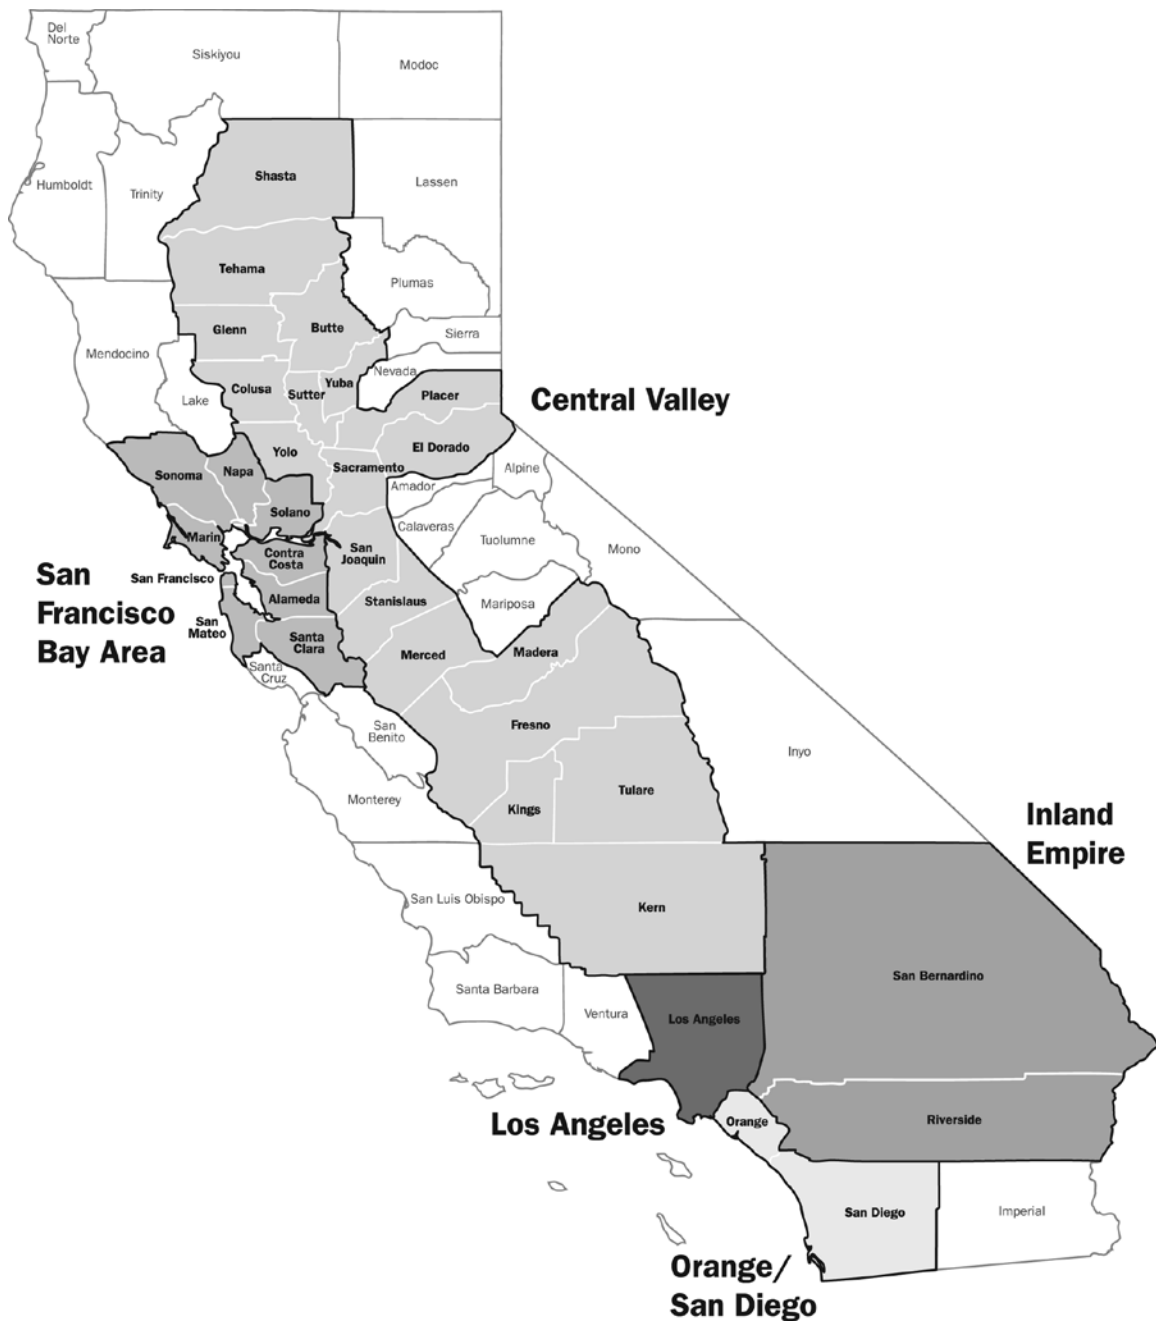 Del
Norte
Siskiyou
Modoc
Shasta
Lassen
Humboldt
Trinity
Tehama
Plumas
Glenn
Butte
Sierra
Mendocino
Nevada
Lake
Colusa
Sutter
Yuba
Placer
Central Valley
El Dorado
Yolo
Sacramento
Sonoma
Napa
Alpine
Amador
Solano
Calaveras
Marin
Tuolumne
Mono
Contra
Costa
San
Joaquin
San
Francisco
Bay Area
San Francisco
Alameda
Stanislaus
Mariposa
San
Mateo
Santa
Clara
Merced
Madera
Santa
Cruz
San
Benito
Fresno
Inyo
Monterey
Kings
Tulare
Inland
Empire
San Luis Obispo
Kern
San Bernardino
Santa Barbara
Ventura
Los Angeles
Los Angeles
Orange
Riverside
San Diego
Imperial
Orange/
San Diego